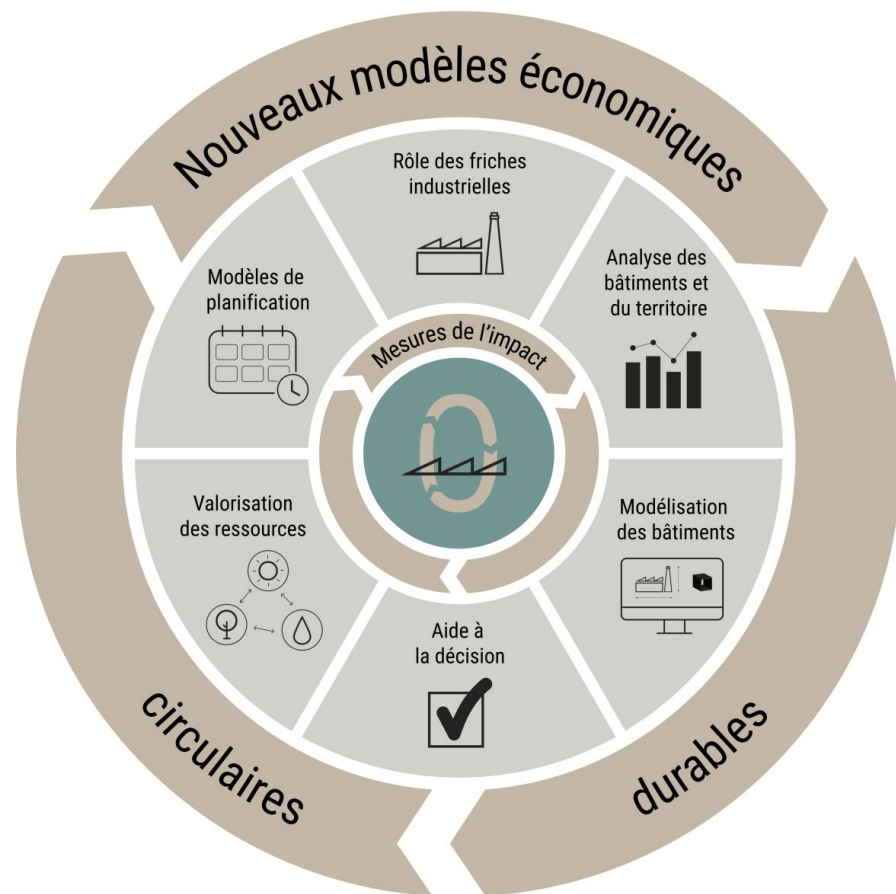 Nouveaux modèles économiques
durables
circulaires
Rôle des friches
industrielles
Analyse des
bâtiments et
du territoire
Modélisation
des bâtiments
Aide à
la décision
Valorisation
des ressources
Modèles de
planification
Mesures de l'impact